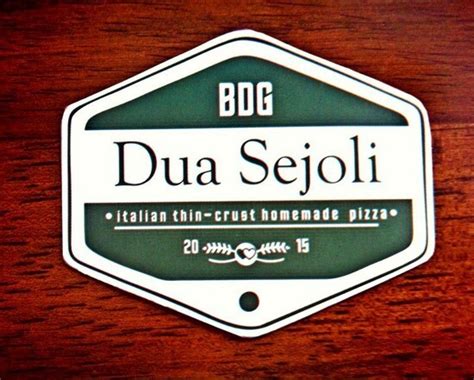 BDG
Dua Sejoli
• italian thin-crust homemade pizza •
20 15